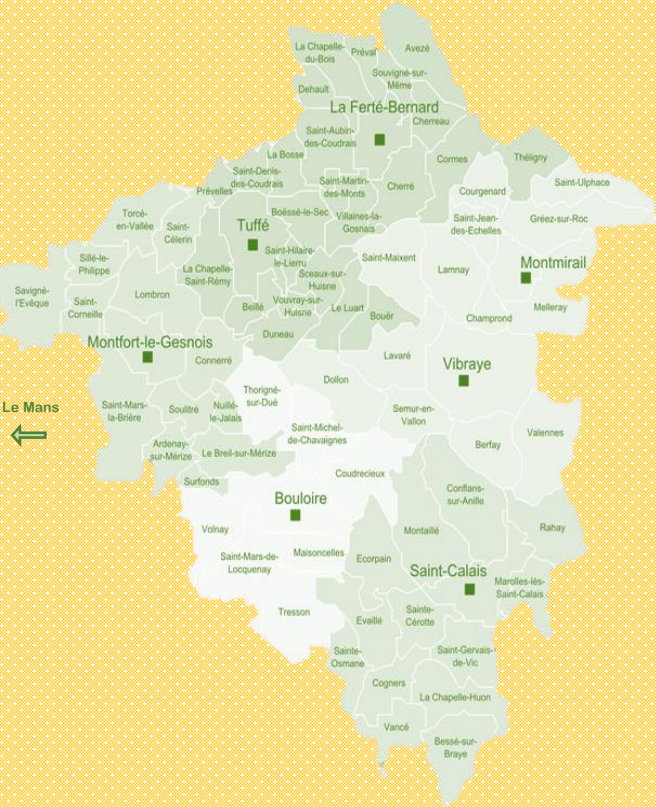 La Chapelle-
du-Bois
Préval
Avezé
Souvigné-sur-
Même
Dehault
La Ferté-Bernard
Cherreau
Saint-Aubin-
des-Coudrais
La Bosse
Cormes
Théligny
Saint-Denis-
des-Coudrais
Saint-Martin-
des-Monts
Cherré
Courgenard
Saint-Ulphace
Prévelles
Boëssé-le-Sec
Villaines-la-
Gosnais
Saint-Jean-
des-Echelles
Gréez-sur-Roc
Torcé-
en-Vallée
Saint-
Célerin
Tuffé
Saint-Hilaire-
le-Lierru
Saint-Maixent
Lamnay
Montmirail
Sillé-le-
Philippe
La Chapelle-
Saint-Rémy
Sceaux-sur-
Huisne
Savigné-
l'Evêque
Saint-
Corneille
Lombron
Beillé
Vouvray-sur-
Huisne
Le Luart
Bouër
Champrond
Melleray
Duneau
Montfort-le-Gesnois
Connerré
Lavaré
Vibraye
Dollon
Le Mans
Saint-Mars-
la-Brière
Soulitré
Nuillé-
le-Jalais
Thorigné-
sur-Dué
Semur-en-
Vallon
Saint-Michel-
de-Chavaignes
Valennes
Ardenay-
sur-Mérize
Le Breil-sur-Mérize
Berfay
Surfonds
Coudrecieux
Conflans-
sur-Anille
Bouloire
Volnay
Montaillé
Rahay
Saint-Mars-de-
Locquenay
Maisoncelles
Ecorpain
Saint-Calais
Marolles-lès-
Saint-Calais
Tresson
Evaillé
Sainte-
Cérotte
Sainte-
Osmane
Saint-Gervais-
de-Vic
Cogners
La Chapelle-Huon
Vancé
Bessé-sur-
Braye